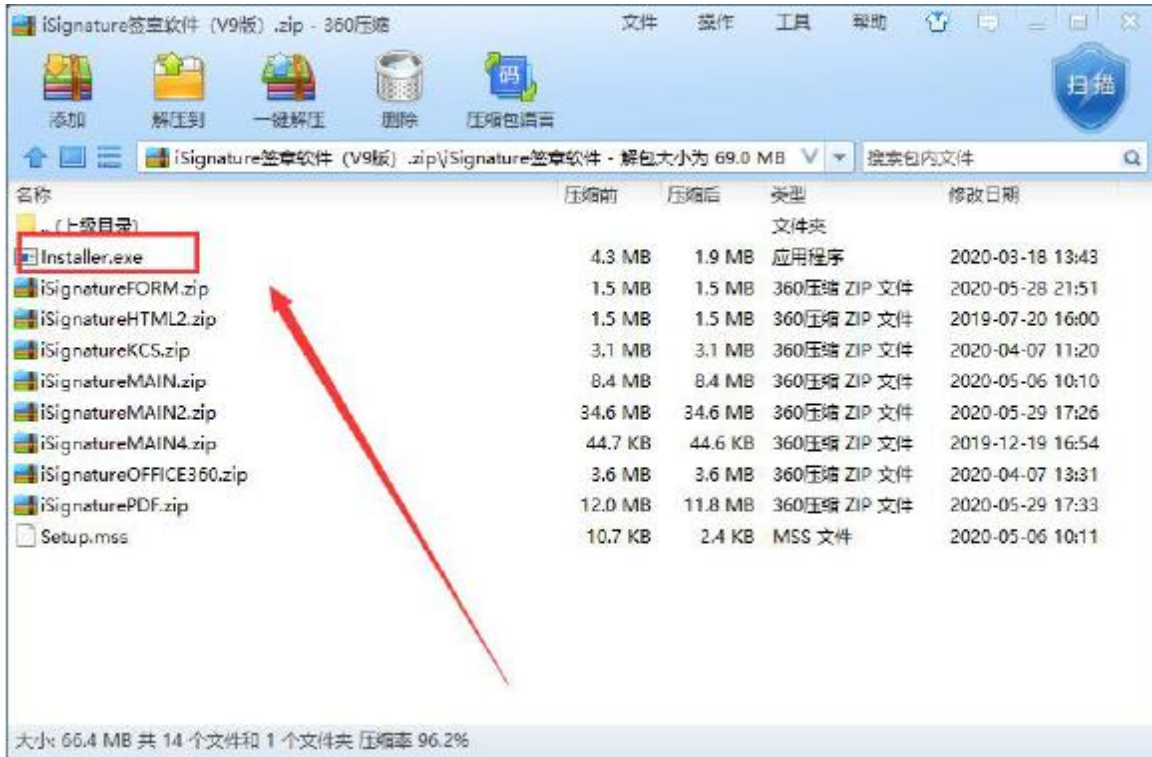 iSignature签章软件（V9版）.zip - 360压缩 文件 操作 工具 帮助
添加 解压到 一键解压 删除 压缩包语言 扫描
码
iSignature签章软件（V9版）.zip\iSignature签章软件 - 解包大小为 69.0 MB 搜索包内文件
名称 压缩前 压缩后 类型 修改日期
..(上级目录) 文件夹
Installer.exe 4.3 MB 1.9 MB 应用程序 2020-03-18 13:43
iSignatureFORM.zip 1.5 MB 1.5 MB 360压缩 ZIP 文件 2020-05-28 21:51
iSignatureHTML2.zip 1.5 MB 1.5 MB 360压缩 ZIP 文件 2019-07-20 16:00
iSignatureKCS.zip 3.1 MB 3.1 MB 360压缩 ZIP 文件 2020-04-07 11:20
iSignatureMAIN.zip 8.4 MB 8.4 MB 360压缩 ZIP 文件 2020-05-06 10:10
iSignatureMAIN2.zip 34.6 MB 34.6 MB 360压缩 ZIP 文件 2020-05-29 17:26
iSignatureMAIN4.zip 44.7 KB 44.6 KB 360压缩 ZIP 文件 2019-12-19 16:54
iSignatureOFFICE360.zip 3.6 MB 3.6 MB 360压缩 ZIP 文件 2020-04-07 13:31
iSignaturePDF.zip 12.0 MB 11.8 MB 360压缩 ZIP 文件 2020-05-29 17:33
Setup.mss 10.7 KB 2.4 KB MSS 文件 2020-05-06 10:11
大小: 66.4 MB 共 14 个文件和 1 个文件夹 压缩率 96.2%